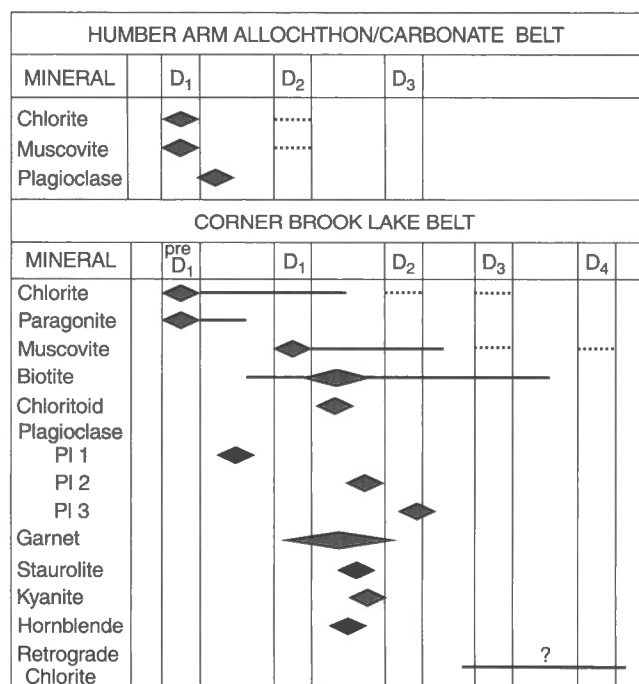 HUMBER ARM ALLOCHTHON/CARBONATE BELT
MINERAL D₁ D₂ D₃
Chlorite
Muscovite
Plagioclase
CORNER BROOK LAKE BELT
MINERAL pre D₁ D₁ D₂ D₃ D₄
Chlorite
Paragonite
Muscovite
Biotite
Chloritoid
Plagioclase
Pl 1
Pl 2
Pl 3
Garnet
Staurolite
Kyanite
Hornblende
Retrograde ?
Chlorite